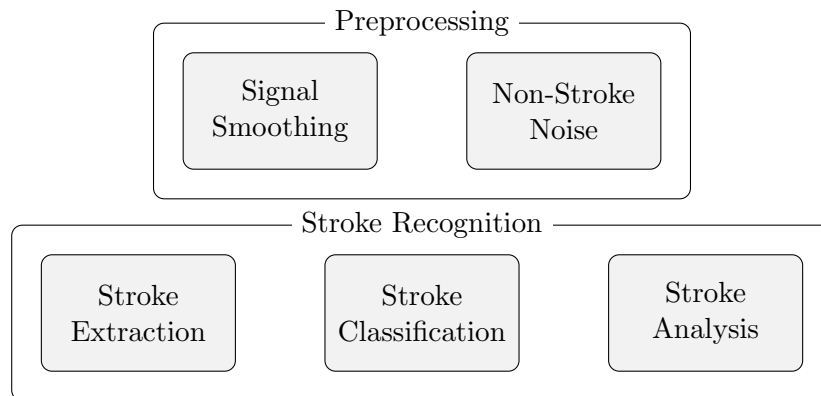 Preprocessing
Signal
Smoothing
Non-Stroke
Noise
Stroke Recognition
Stroke
Extraction
Stroke
Classification
Stroke
Analysis